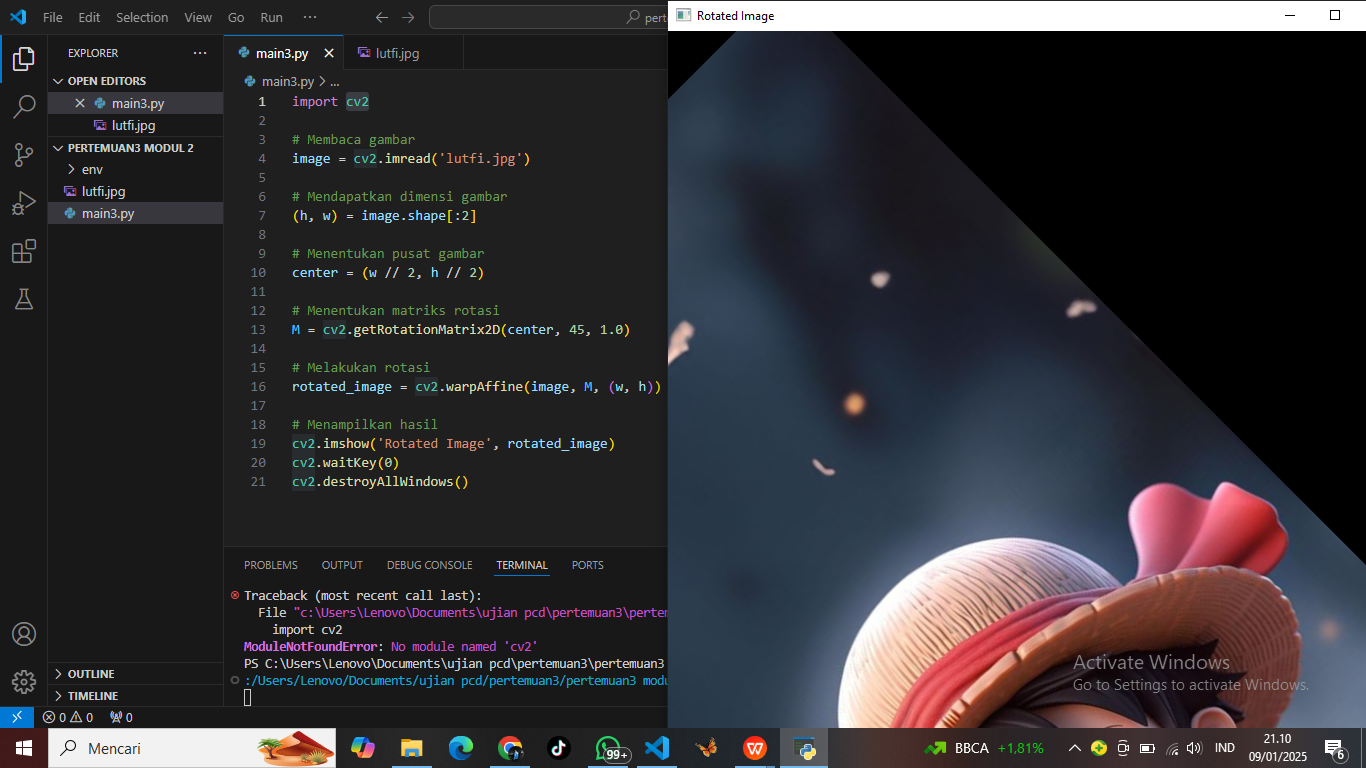 File Edit Selection View Go Run ···
pert
Rotated Image
EXPLORER
OPEN EDITORS
main3.py
lutfi.jpg
PERTEMUAN3 MODUL 2
env
lutfi.jpg
main3.py
OUTLINE
TIMELINE
main3.py
lutfi.jpg
main3.py > ...
1 import cv2
2
3 # Membaca gambar
4 image = cv2.imread('lutfi.jpg')
5
6 # Mendapatkan dimensi gambar
7 (h, w) = image.shape[:2]
8
9 # Menentukan pusat gambar
10 center = (w // 2, h // 2)
11
12 # Menentukan matriks rotasi
13 M = cv2.getRotationMatrix2D(center, 45, 1.0)
14
15 # Melakukan rotasi
16 rotated_image = cv2.warpAffine(image, M, (w, h))
17
18 # Menampilkan hasil
19 cv2.imshow('Rotated Image', rotated_image)
20 cv2.waitKey(0)
21 cv2.destroyAllWindows()
PROBLEMS OUTPUT DEBUG CONSOLE TERMINAL PORTS
Traceback (most recent call last):
File "c:\Users\Lenovo\Documents\ujian pcd\pertemuan3\pertem
import cv2
ModuleNotFoundError: No module named 'cv2'
PS C:\Users\Lenovo\Documents\ujian pcd\pertemuan3\pertemuan3
:/Users/Lenovo/Documents/ujian pcd/pertemuan3/pertemuan3 modu
0 0 0
Activate Windows
Go to Settings to activate Windows.
Mencari
99+
BBCA +1,81%
IND
21.10
09/01/2025
6